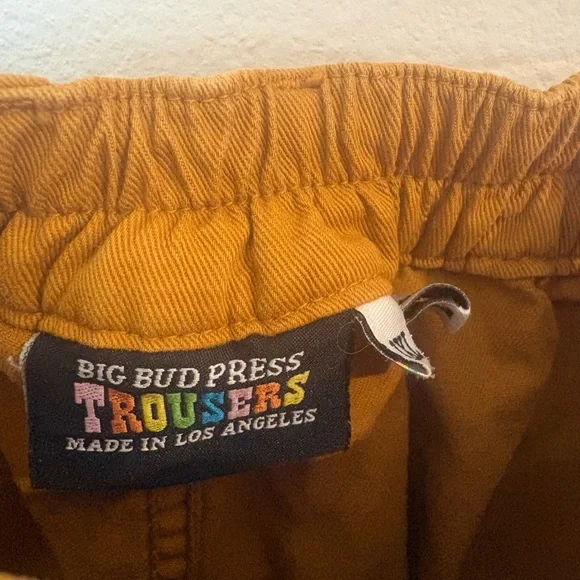 BIG BUD PRESS
TROUSERS
MADE IN LOS ANGELES